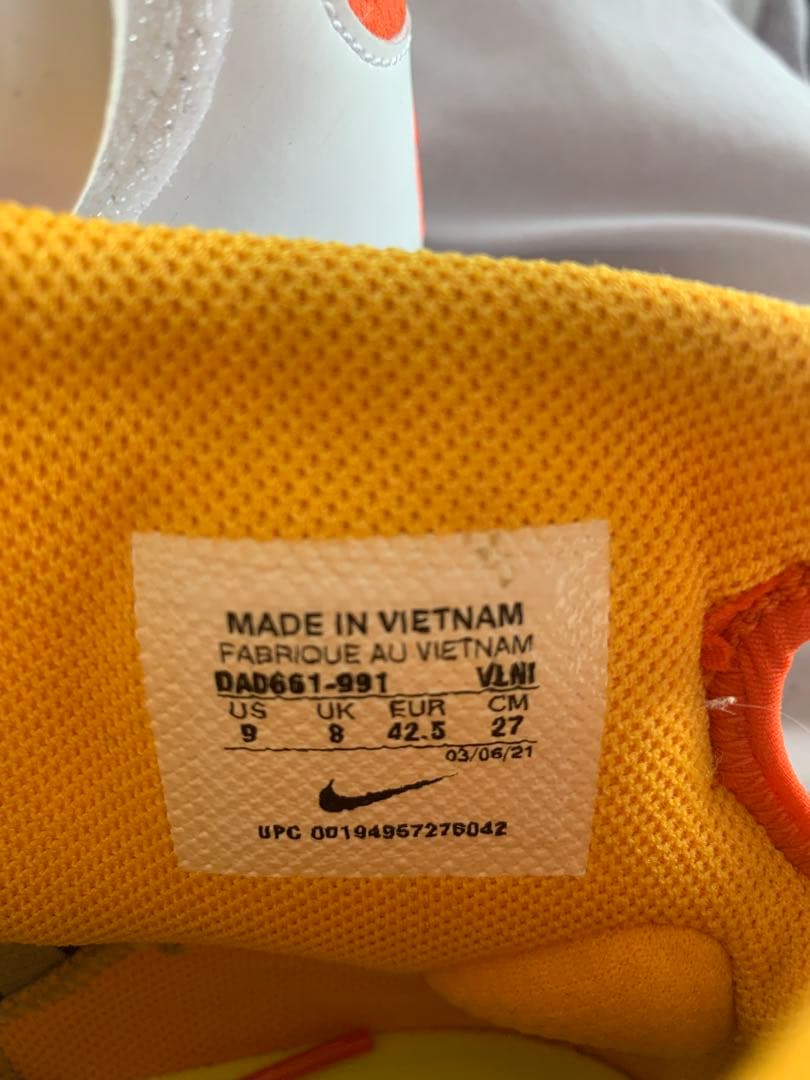 MADE IN VIETNAM
FABRIQUE AU VIETNAM
DAD661-991 VLNI
US UK EUR CM
9 8 42.5 27
03/06/21
UPC 00194957276042